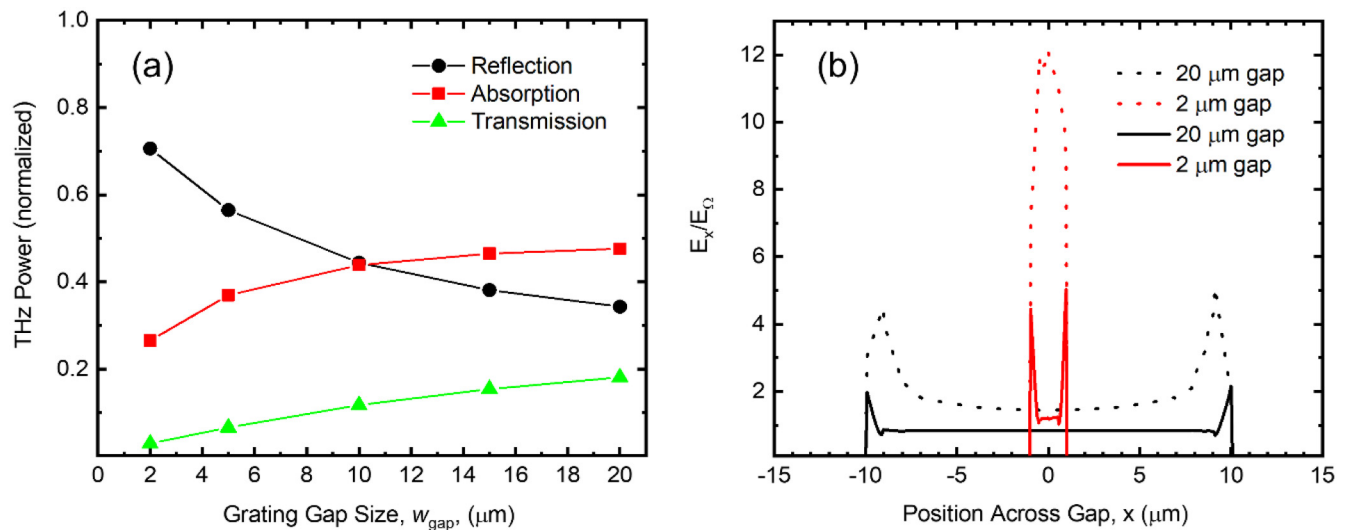 (a)
Reflection
Absorption
Transmission
THz Power (normalized)
1.0
0.8
0.6
0.4
0.2
0 2 4 6 8 10 12 14 16 18 20
Grating Gap Size, wgap, (μm)
(b)
20 μm gap
2 μm gap
20 μm gap
2 μm gap
Ex/EΩ
12
10
8
6
4
2
-15 -10 -5 0 5 10 15
Position Across Gap, x (μm)